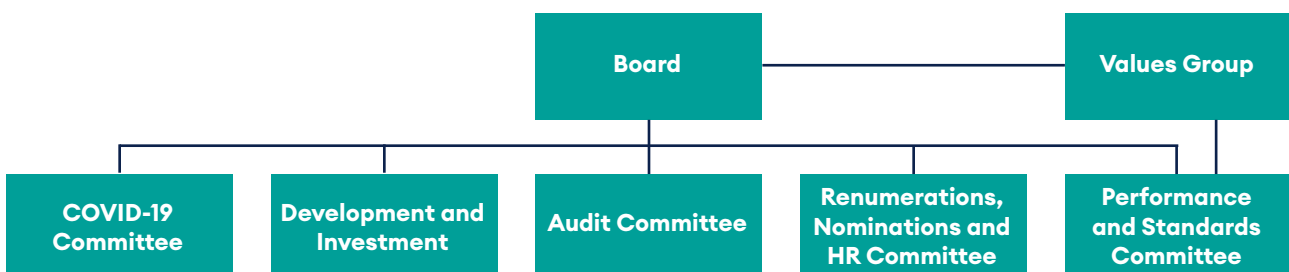 Board
Values Group
COVID-19
Committee
Development and
Investment
Audit Committee
Renumerations,
Nominations and
HR Committee
Performance
and Standards
Committee